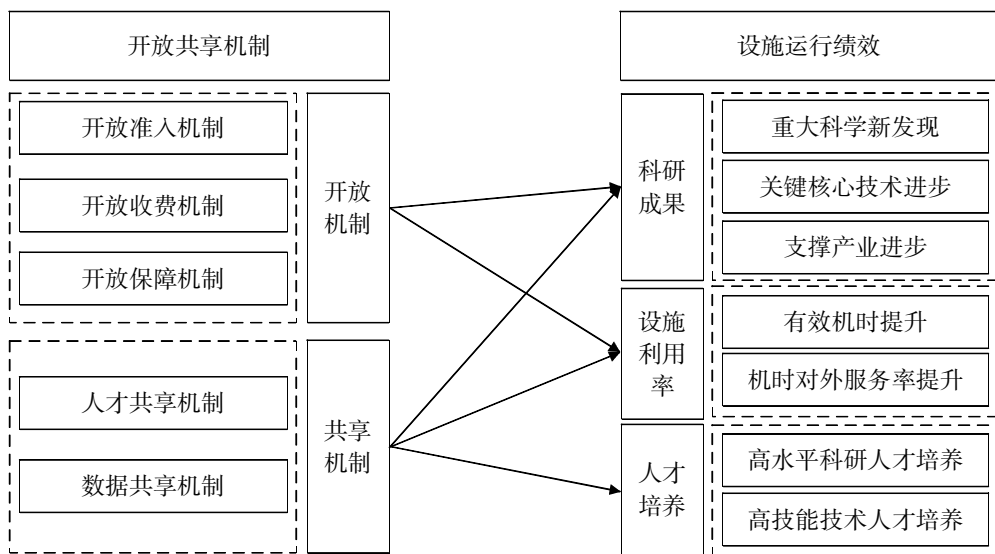 开放共享机制
设施运行绩效
开放准入机制
开放收费机制
开放保障机制
开放
机制
人才共享机制
数据共享机制
共享
机制
科研
成果
重大科学新发现
关键核心技术进步
支撑产业进步
设施
利用
率
有效机时提升
机时对外服务率提升
人才
培养
高水平科研人才培养
高技能技术人才培养